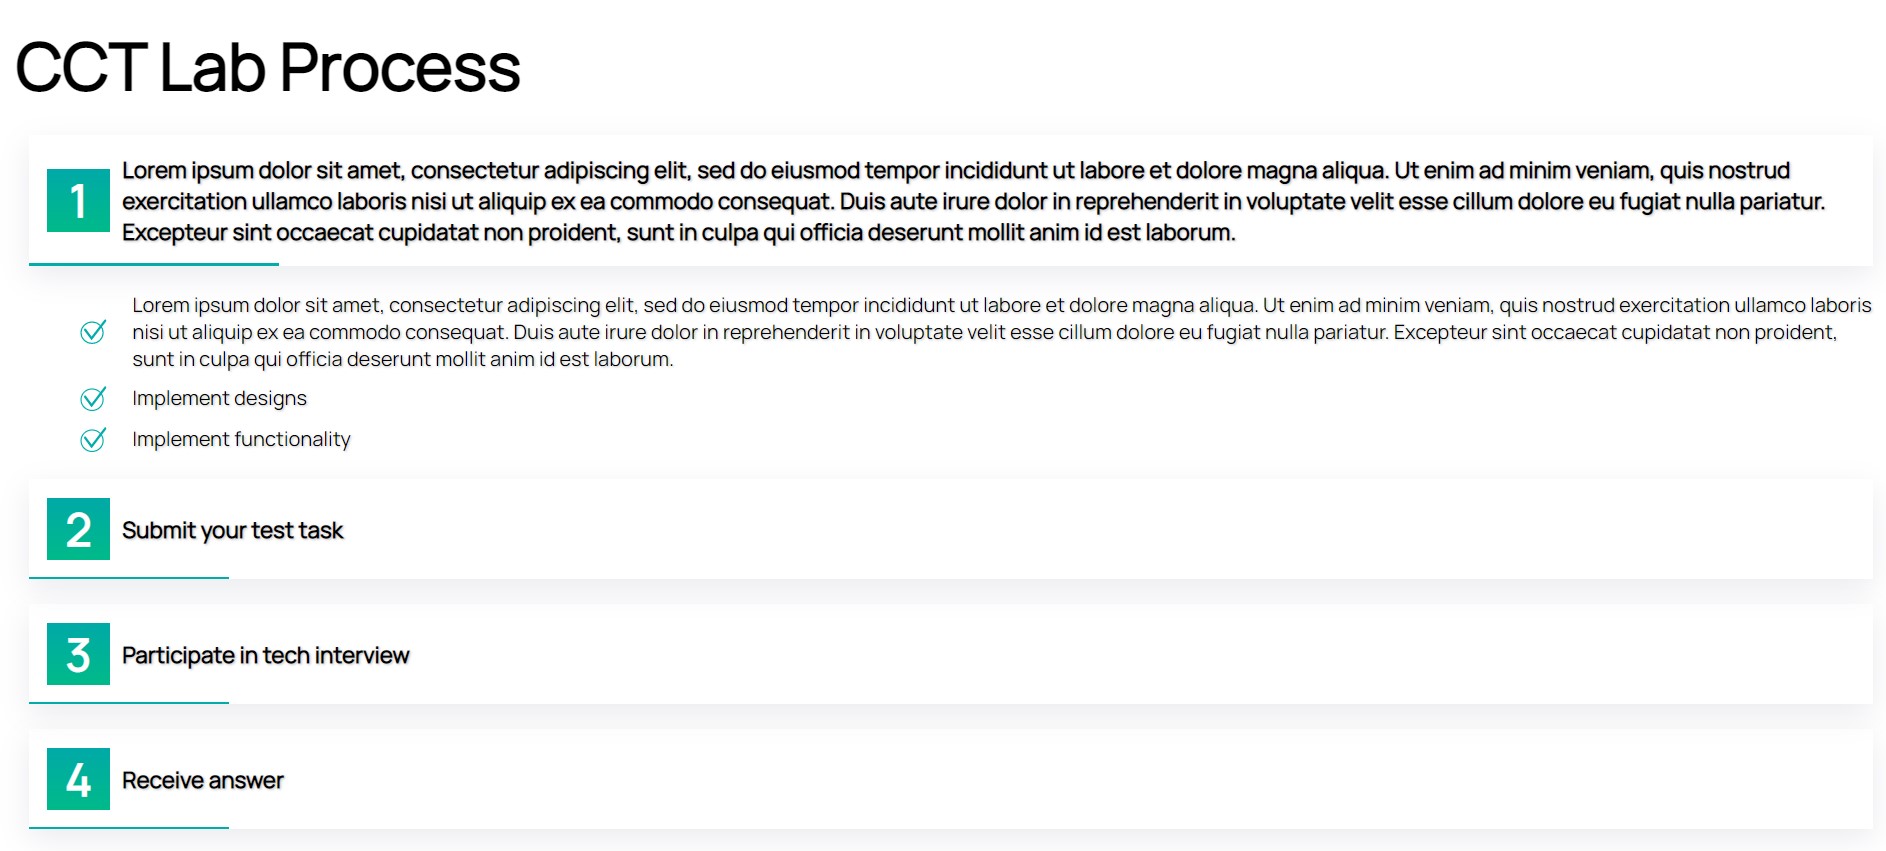 CCT Lab Process
1
Lorem ipsum dolor sit amet, consectetur adipiscing elit, sed do eiusmod tempor incididunt ut labore et dolore magna aliqua. Ut enim ad minim veniam, quis nostrud
exercitation ullamco laboris nisi ut aliquip ex ea commodo consequat. Duis aute irure dolor in reprehenderit in voluptate velit esse cillum dolore eu fugiat nulla pariatur.
Excepteur sint occaecat cupidatat non proident, sunt in culpa qui officia deserunt mollit anim id est laborum.
Lorem ipsum dolor sit amet, consectetur adipiscing elit, sed do eiusmod tempor incididunt ut labore et dolore magna aliqua. Ut enim ad minim veniam, quis nostrud exercitation ullamco laboris
nisi ut aliquip ex ea commodo consequat. Duis aute irure dolor in reprehenderit in voluptate velit esse cillum dolore eu fugiat nulla pariatur. Excepteur sint occaecat cupidatat non proident,
sunt in culpa qui officia deserunt mollit anim id est laborum.
Implement designs
Implement functionality
2 Submit your test task
3 Participate in tech interview
4 Receive answer